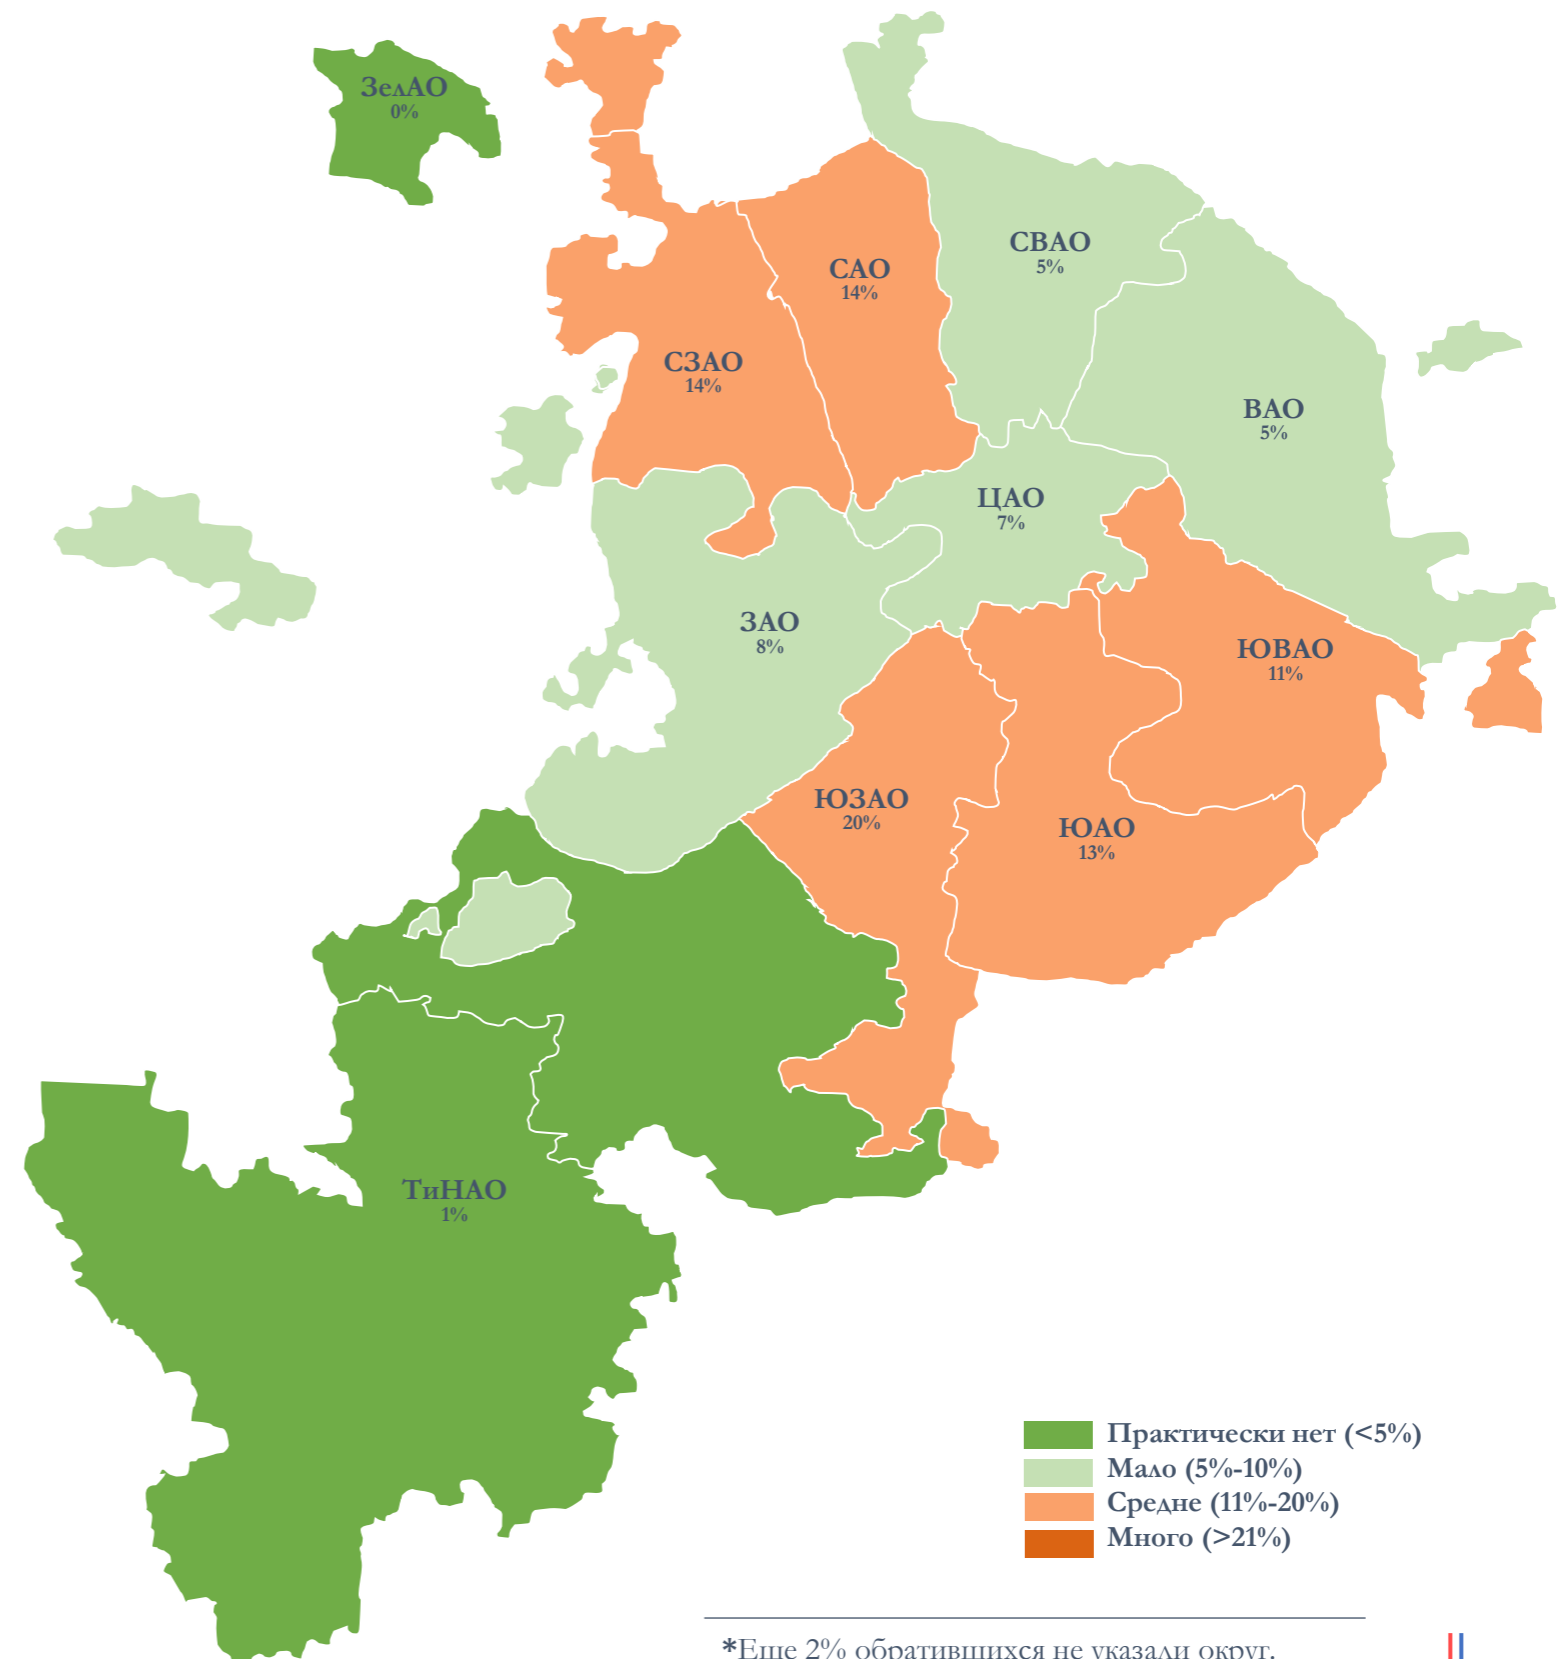 ЗелАО
0%
СВАО
5%
САО
14%
СЗАО
14%
ВАО
5%
ЦАО
7%
ЗАО
8%
ЮВАО
11%
ЮЗАО
20%
ЮАО
13%
ТиНАО
1%
Практически нет (<5%)
Мало (5%-10%)
Средне (11%-20%)
Много (>21%)
*Еще 2% обратившихся не указали округ.